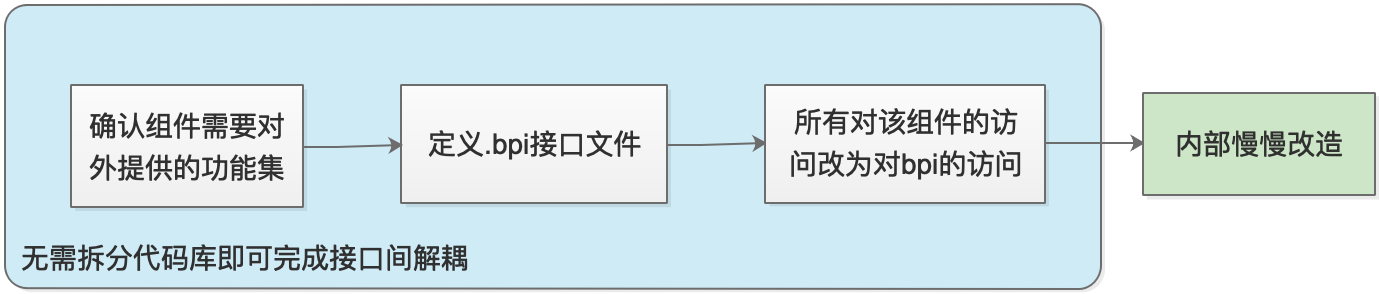 确认组件需要对
外提供的功能集
定义.bpi接口文件
所有对该组件的访
问改为对bpi的访问
内部慢慢改造
无需拆分代码库即可完成接口间解耦